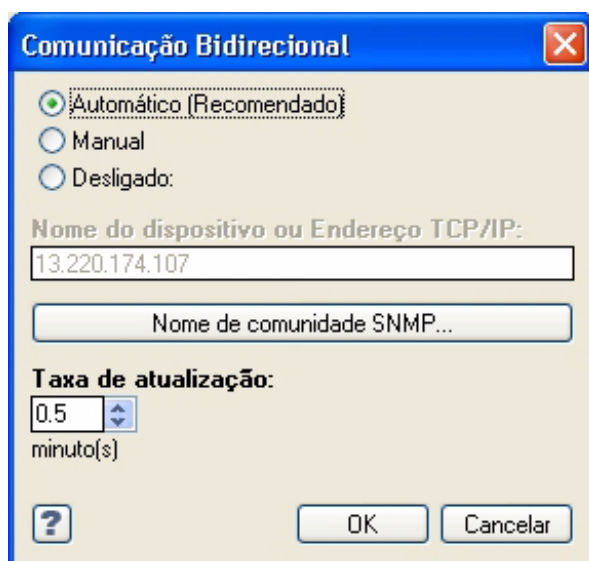 Comunicação Bidirecional
Automático (Recomendado)
Manual
Desligado:
Nome do dispositivo ou Endereço TCP/IP:
13.220.174.107
Nome de comunidade SNMP...
Taxa de atualização:
0.5
minuto(s)
?
OK
Cancelar